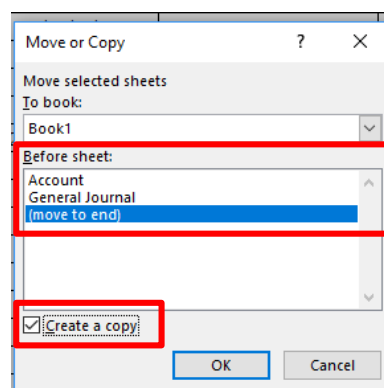 Move or Copy ? ×
Move selected sheets
To book:
Book1
Before sheet:
Account
General Journal
(move to end)
Create a copy
OK Cancel